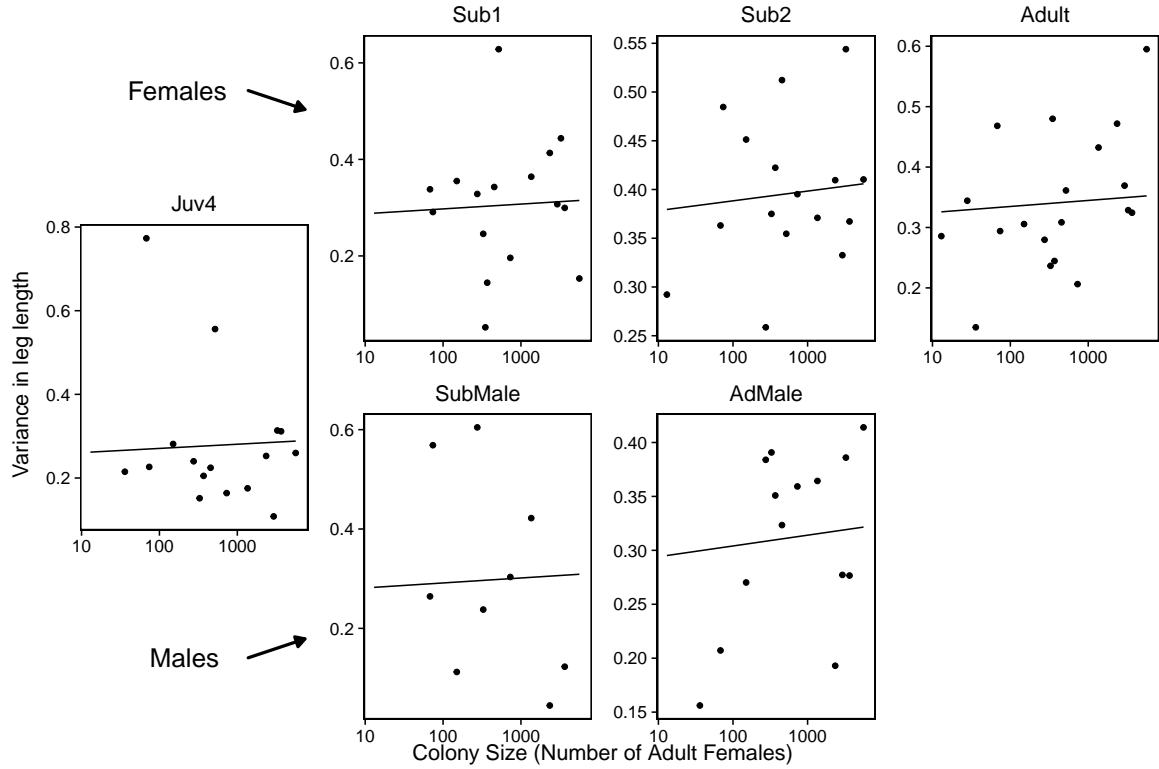 Sub1
Sub2
Adult
Females
0.6
0.4
0.2
10 100 1000
0.55
0.50
0.45
0.40
0.35
0.30
0.25
10 100 1000
0.6
0.5
0.4
0.3
0.2
10 100 1000
Juv4
Variance in leg length
0.8
0.6
0.4
0.2
10 100 1000
SubMale
AdMale
Males
0.6
0.4
0.2
10 100 1000
0.40
0.35
0.30
0.25
0.20
0.15
10 100 1000
Colony Size (Number of Adult Females)